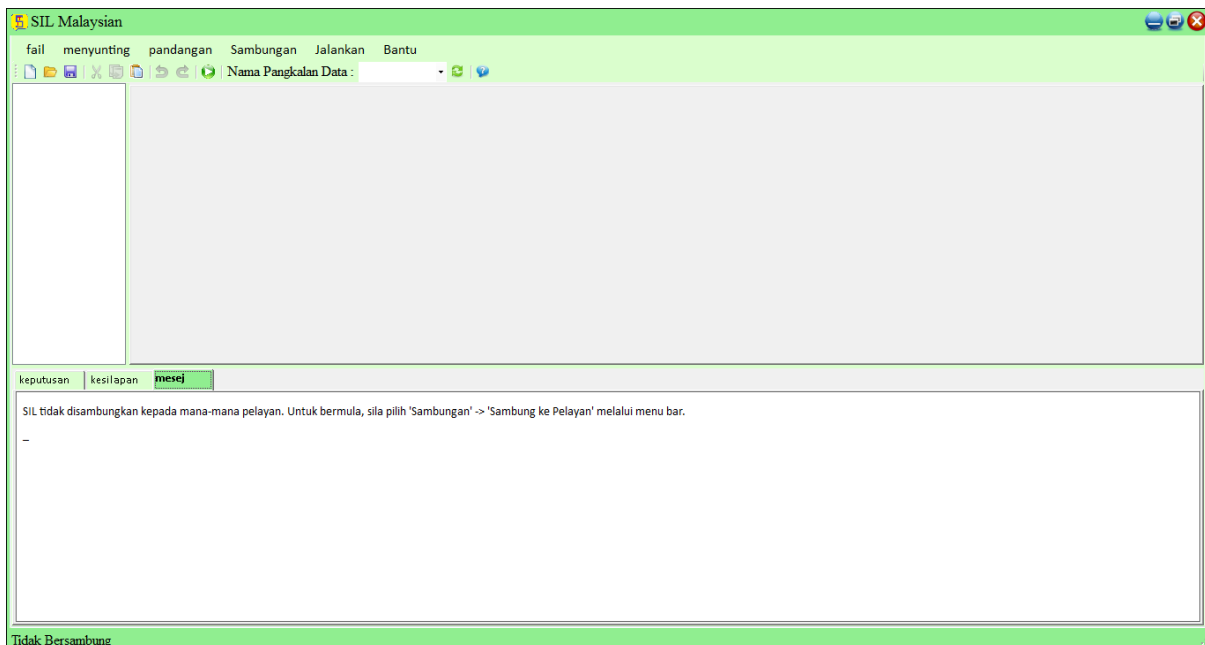 SIL Malaysian
fail menyunting pandangan Sambungan Jalankan Bantu
Nama Pangkalan Data :
keputusan kesilapan mesej
SIL tidak disambungkan kepada mana-mana pelayan. Untuk bermula, sila pilih 'Sambungan' -> 'Sambung ke Pelayan' melalui menu bar.
_
Tidak Bersambung